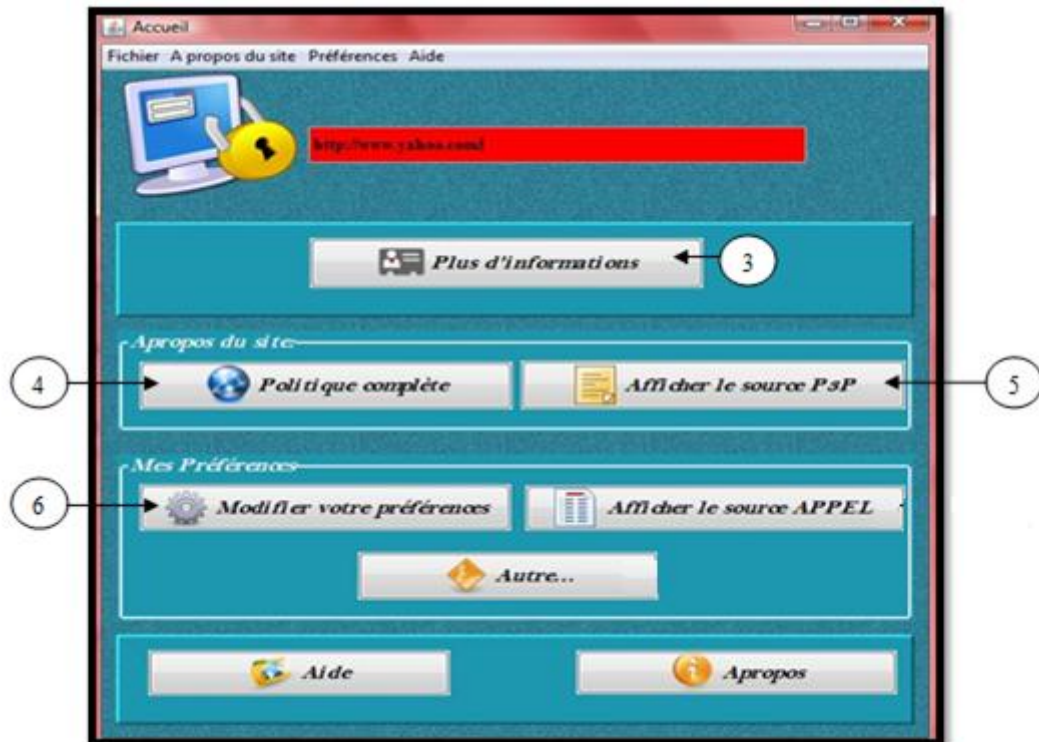 Accueil
Fichier A propos du site Préférences Aide
http://www.yahoo.com/
Plus d'informations
3
Apropos du site
4
Politique complète
Afficher le source P3P
5
Mes Préférences
6
Modifier votre préférences
Afficher le source APPEL
Autre...
Aide
Apropos